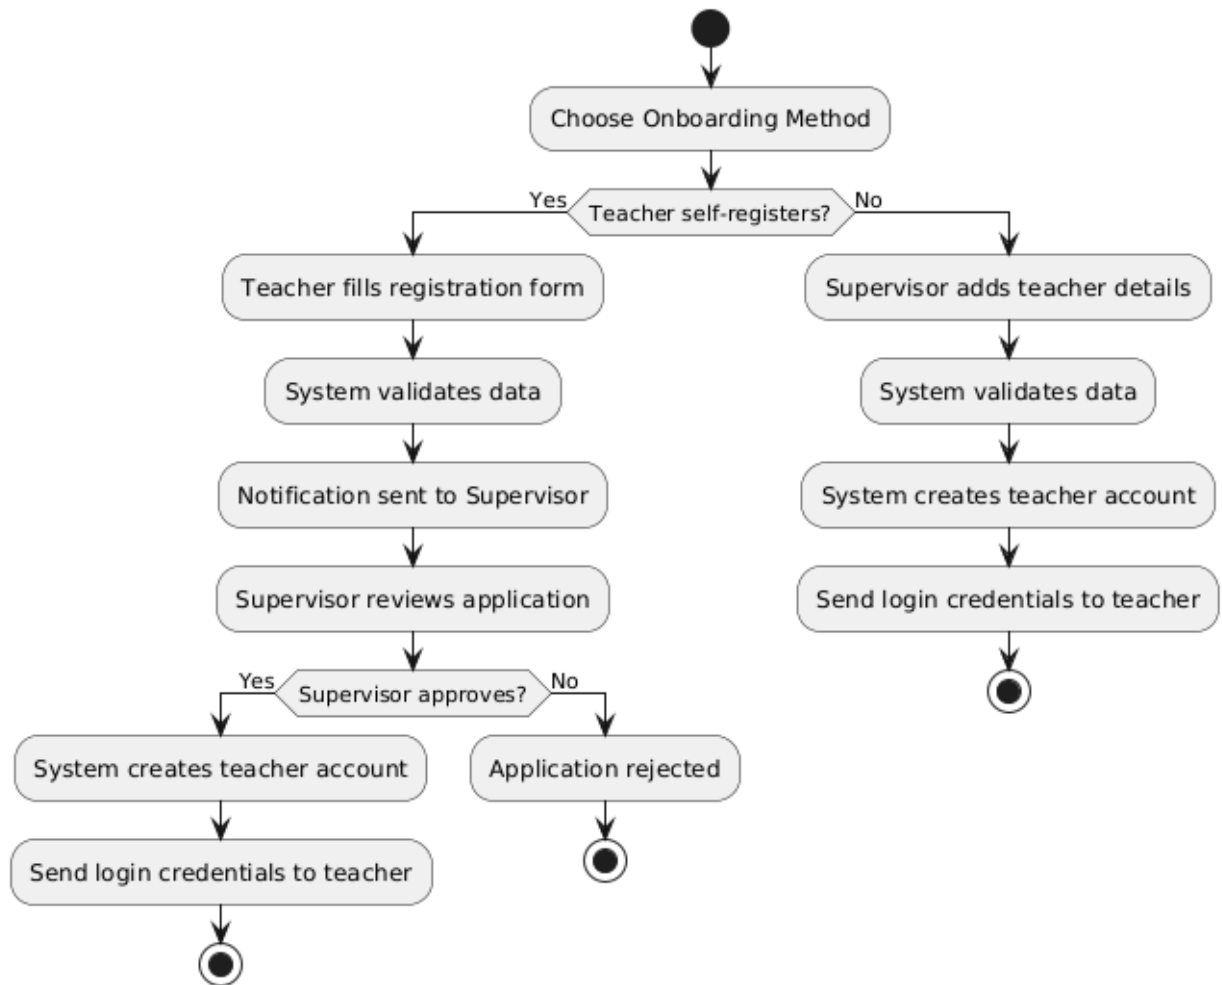 Choose Onboarding Method
Yes
Teacher self-registers?
No
Teacher fills registration form
Supervisor adds teacher details
System validates data
System validates data
Notification sent to Supervisor
System creates teacher account
Supervisor reviews application
Send login credentials to teacher
Yes
Supervisor approves?
No
System creates teacher account
Application rejected
Send login credentials to teacher